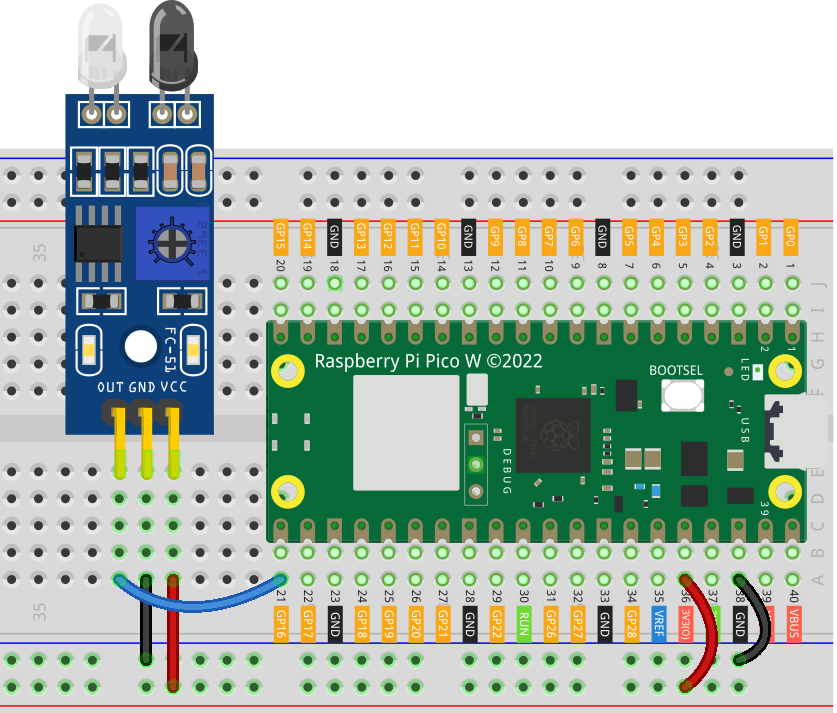 GP15 GP14 GND GP13 GP12 GP11 GP10 GND GP9 GP8 GP7 GP6 GND GP5 GP4 GP3 GP2 GND GP1 GP0
35
20 19 18 17 16 15 14 13 12 11 10 9 8 7 6 5 4 3 2 1
J
I
H
G
F
FC-51
OUT GND VCC
Raspberry Pi Pico W ©2022
BOOTSEL
LED
2
1
USB
DEBUG
39
E
D
C
B
A
35
21 22 23 24 25 26 27 28 29 30 31 32 33 34 35 36 37 38 39 40
GP16 GP17 GND GP18 GP19 GP20 GP21 GND GP22 RUN GP26 GP27 GND GP28 VREF 3V3(O) GND VBUS